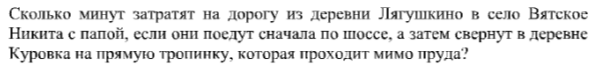 Сколько минут затратят на дорогу из деревни Лягушкино в село Вятское
Никита с папой, если они поедут сначала по шоссе, а затем свернут в деревне
Куровка на прямую тропинку, которая проходит мимо пруда?